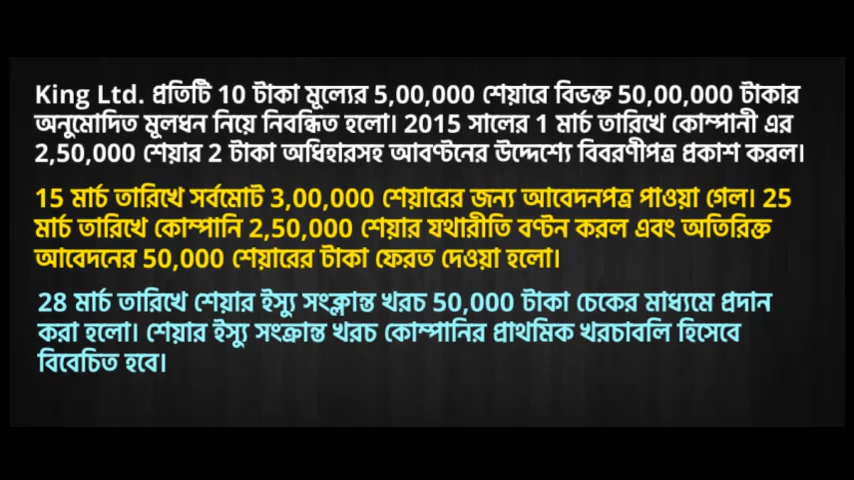 King Ltd. প্রতিটি 10 টাকা মূল্যের 5,00,000 শেয়ারে বিভক্ত 50,00,000 টাকার
অনুমোদিত মুলধন নিয়ে নিবন্ধিত হলো। 2015 সালের 1 মার্চ তারিখে কোম্পানী এর
2,50,000 শেয়ার 2 টাকা অধিহারসহ আবণ্টনের উদ্দেশ্যে বিবরণীপত্র প্রকাশ করল।
15 মার্চ তারিখে সর্বমোট 3,00,000 শেয়ারের জন্য আবেদনপত্র পাওয়া গেল। 25
মার্চ তারিখে কোম্পানি 2,50,000 শেয়ার যথারীতি বণ্টন করল এবং অতিরিক্ত
আবেদনের 50,000 শেয়ারের টাকা ফেরত দেওয়া হলো।
28 মার্চ তারিখে শেয়ার ইস্যু সংক্লান্ত খরচ 50,000 টাকা চেকের মাধ্যমে প্রদান
করা হলো। শেয়ার ইস্যু সংক্রান্ত খরচ কোম্পানির প্রাথমিক খরচাবলি হিসেবে
বিবেচিত হবে।